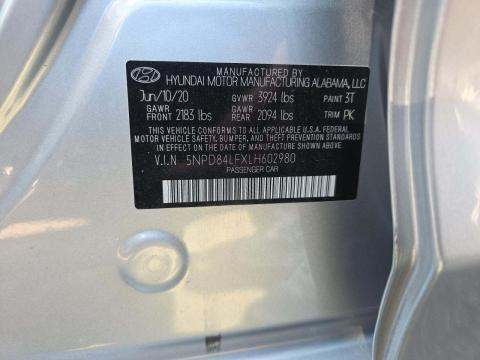 MANUFACTURED BY
HYUNDAI MOTOR MANUFACTURING ALABAMA, LLC
Jun/10/20 GVWR 3924 lbs PAINT 3T
GAWR FRONT 2183 lbs GAWR REAR 2094 lbs TRIM PK
THIS VEHICLE CONFORMS TO ALL APPLICABLE U.S.A. FEDERAL
MOTOR VEHICLE SAFETY, BUMPER, AND THEFT PREVENTION STANDARDS
IN EFFECT ON THE DATE OF MANUFACTURE SHOWN ABOVE.
V.I.N 5NPD84LFXLH602980
PASSENGER CAR